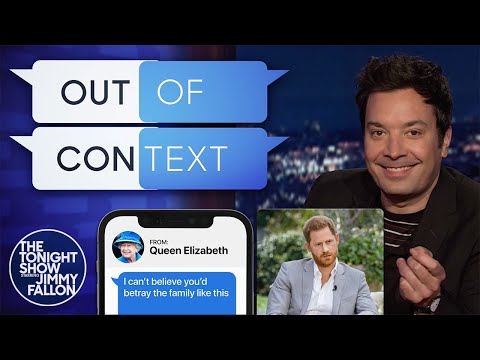 OUT OF
CONTEXT
FROM:
Queen Elizabeth
I can't believe you'd
betray the family like this
THE
TONIGHT
SHOW
STARRING
JIMMY
FALLON